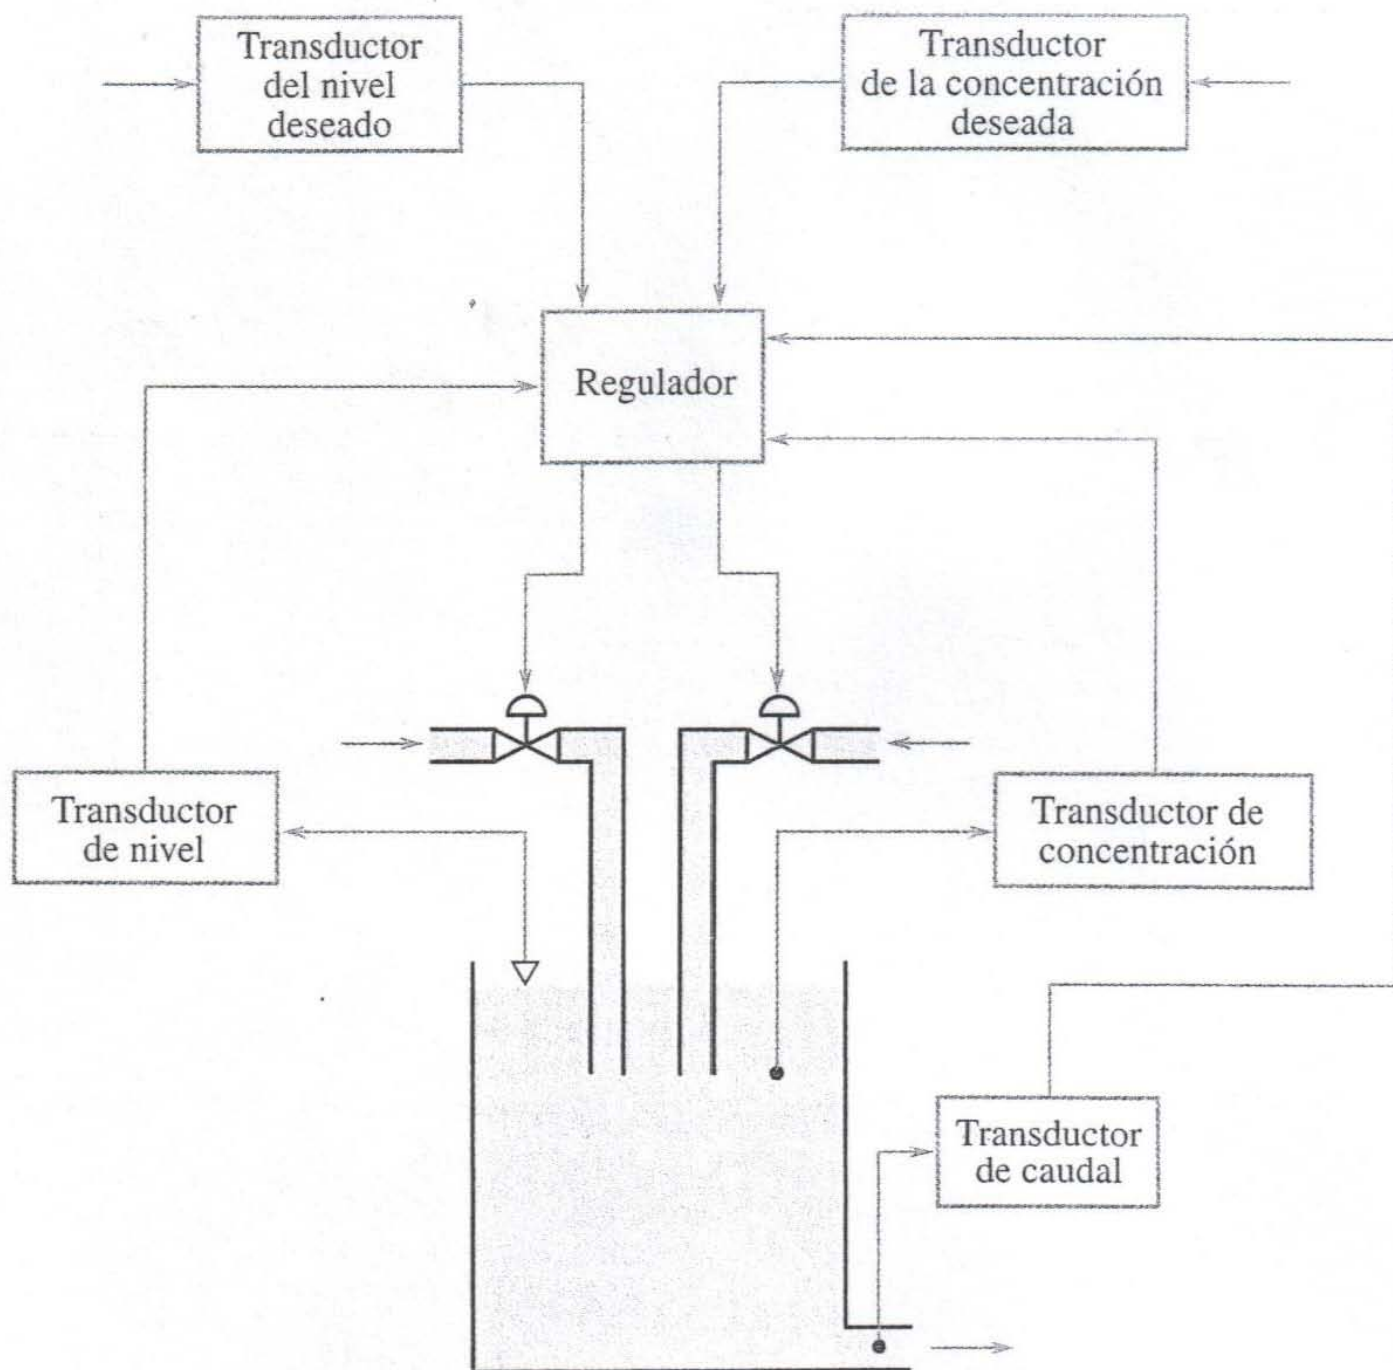 Transductor
del nivel
deseado
Transductor
de la concentración
deseada
Regulador
Transductor
de nivel
Transductor de
concentración
Transductor
de caudal